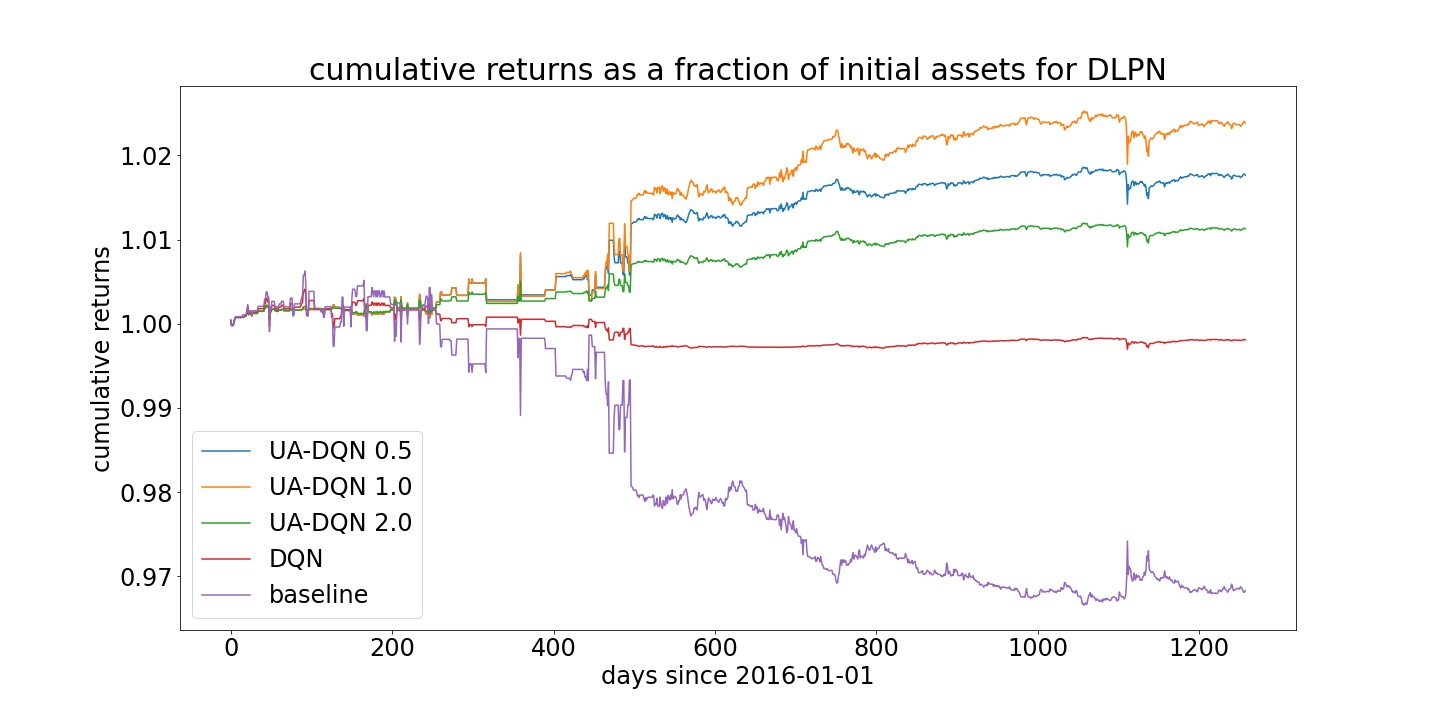 cumulative returns as a fraction of initial assets for DLPN
cumulative returns
1.02
1.01
1.00
0.99
0.98
0.97
UA-DQN 0.5
UA-DQN 1.0
UA-DQN 2.0
DQN
baseline
0 200 400 600 800 1000 1200
days since 2016-01-01